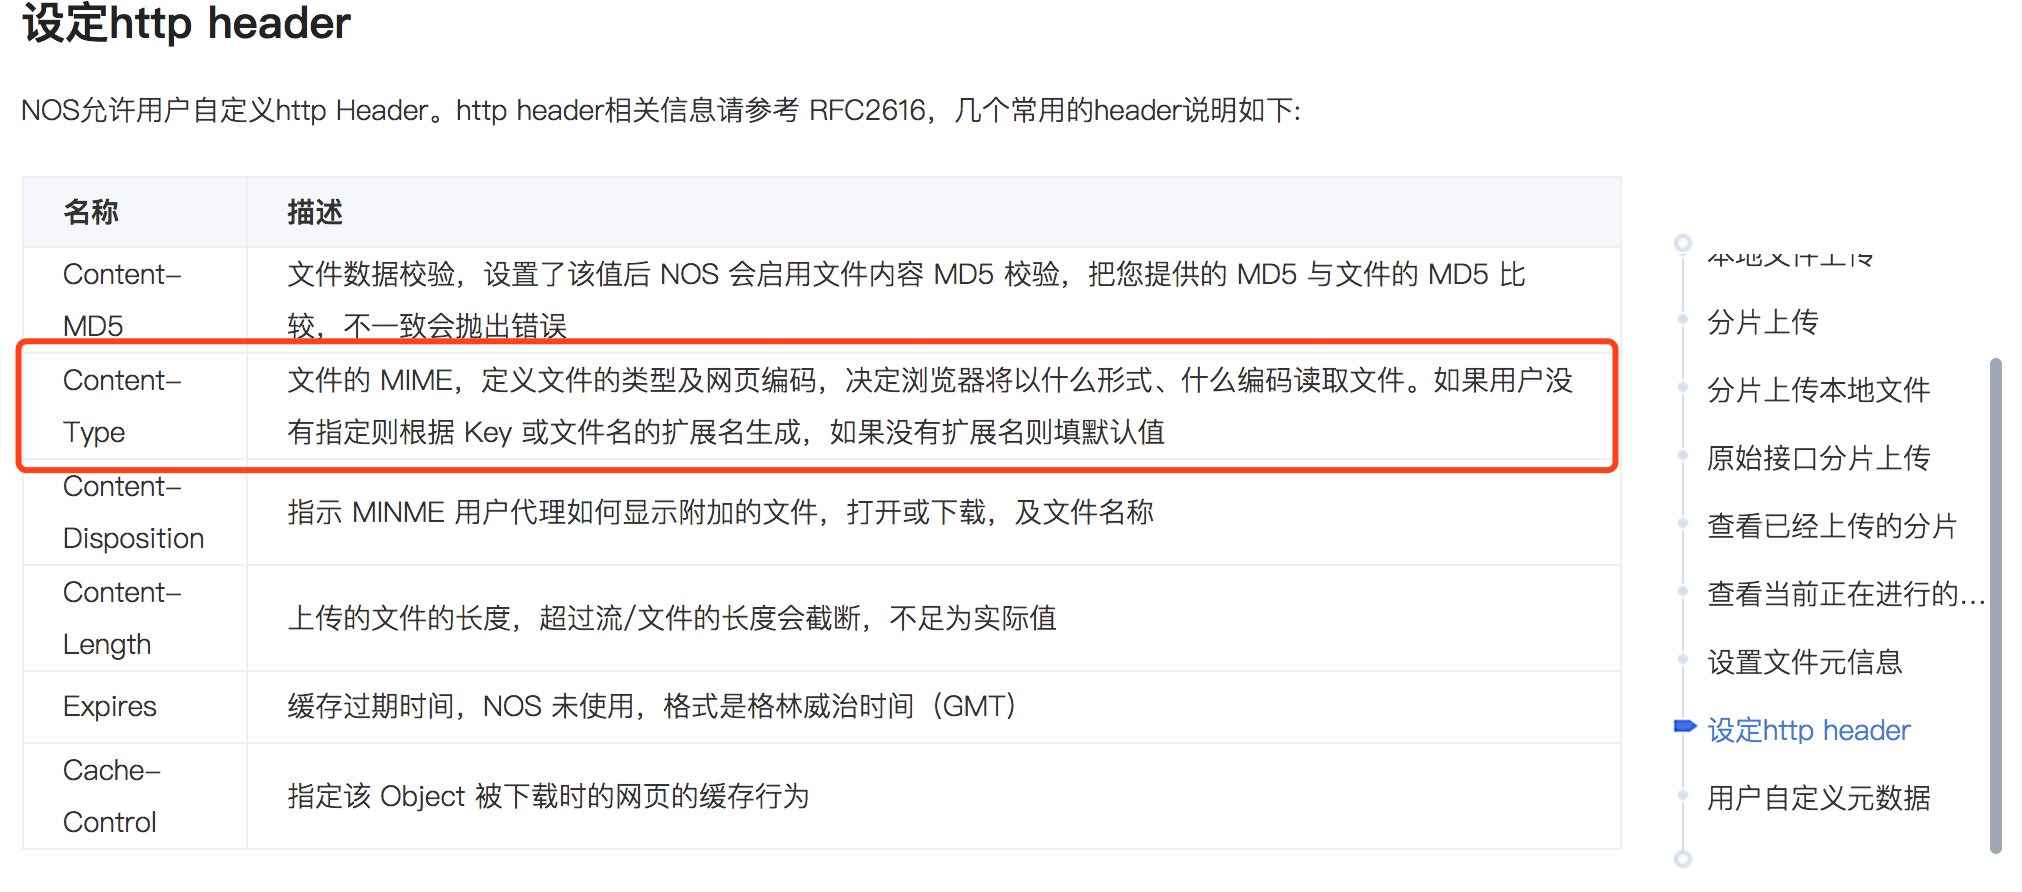 设定http header
NOS允许用户自定义http Header。http header相关信息请参考 RFC2616，几个常用的header说明如下:
名称
描述
Content-
MD5
文件数据校验，设置了该值后 NOS 会启用文件内容 MD5 校验，把您提供的 MD5 与文件的 MD5 比
较，不一致会抛出错误
Content-
Type
文件的 MIME，定义文件的类型及网页编码，决定浏览器将以什么形式、什么编码读取文件。如果用户没
有指定则根据 Key 或文件名的扩展名生成，如果没有扩展名则填默认值
Content-
Disposition
指示 MINME 用户代理如何显示附加的文件，打开或下载，及文件名称
Content-
Length
上传的文件的长度，超过流/文件的长度会截断，不足为实际值
Expires
缓存过期时间，NOS 未使用，格式是格林威治时间（GMT）
Cache-
Control
指定该 Object 被下载时的网页的缓存行为
本地文件上传
分片上传
分片上传本地文件
原始接口分片上传
查看已经上传的分片
查看当前正在进行的...
设置文件元信息
设定http header
用户自定义元数据